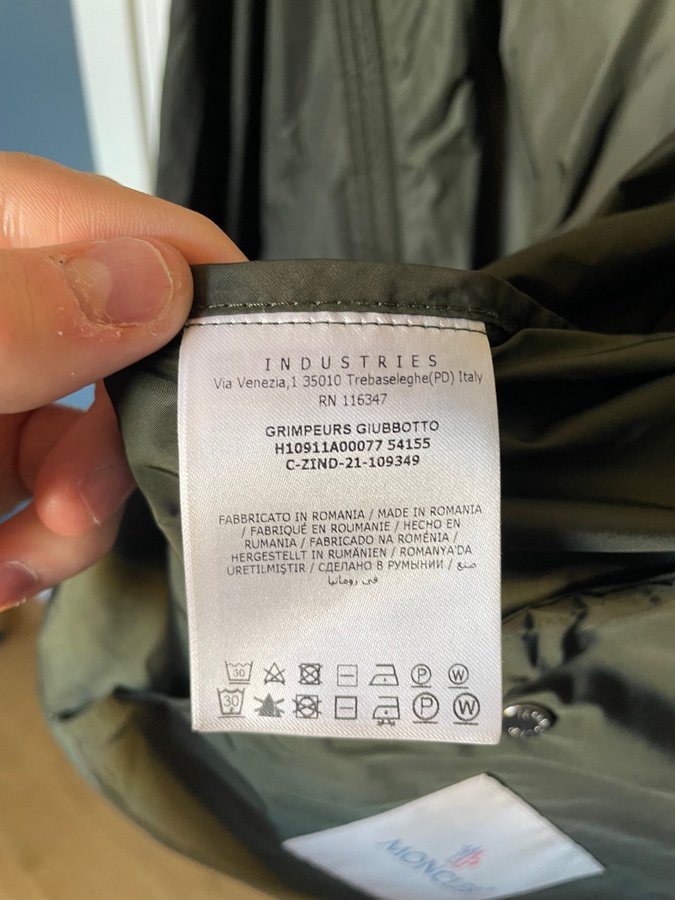 INDUSTRIES
Via Venezia,1 35010 Trebaseleghe(PD) Italy
RN 116347
GRIMPEURS GIUBBOTTO
H10911A00077 54155
C-ZIND-21-109349
FABBRICATO IN ROMANIA / MADE IN ROMANIA
/ FABRIQUÉ EN ROUMANIE / HECHO EN
RUMANIA / FABRICADO NA ROMÉNIA /
HERGESTELLT IN RUMÄNIEN / ROMANYA'DA
ÜRETILMIŞTIR / СДЕЛАНО В РУМЫНИИ / صنع
في رومانيا
30 P W
30 P W
MONCLER